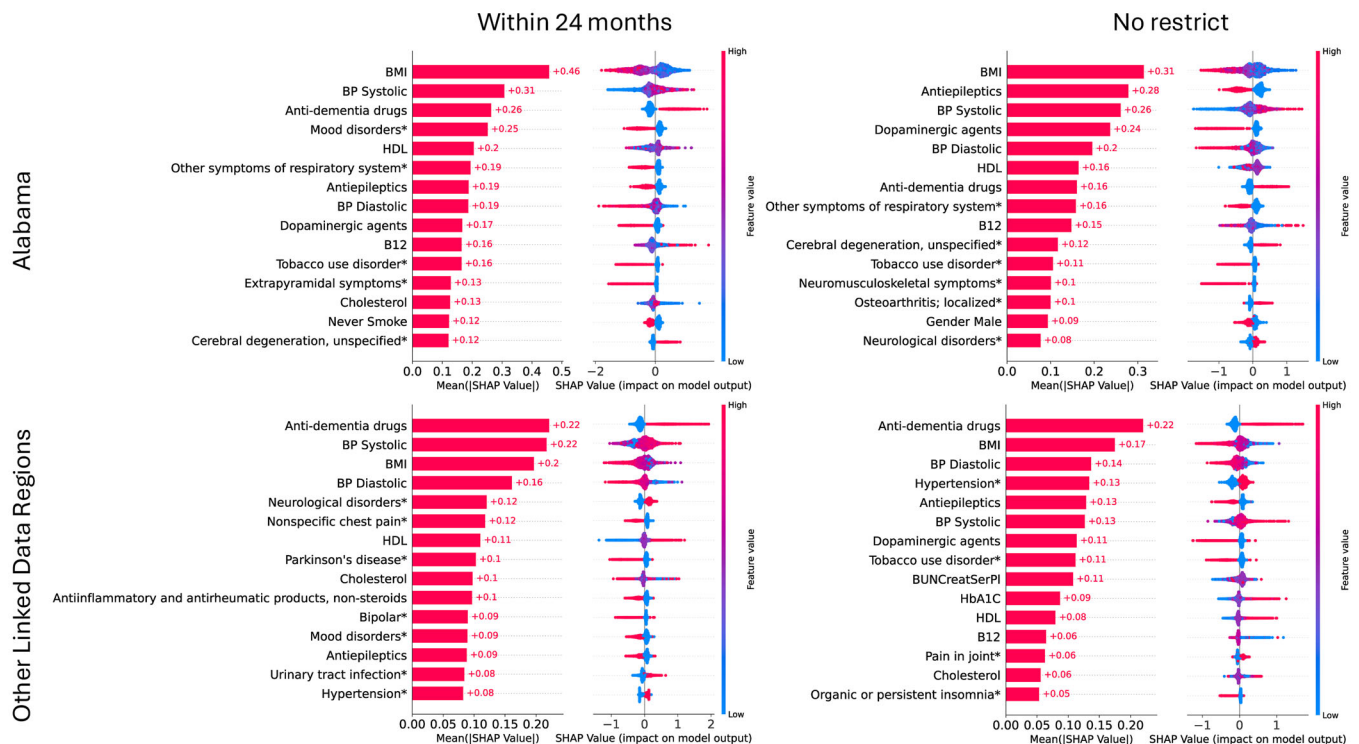 Within 24 months
No restrict
Alabama
High
BMI +0.46
BP Systolic +0.31
Anti-dementia drugs +0.26
Mood disorders* +0.25
HDL +0.2
Other symptoms of respiratory system* +0.19
Antiepileptics +0.19
BP Diastolic +0.19
Dopaminergic agents +0.17
B12 +0.16
Tobacco use disorder* +0.16
Extrapyramidal symptoms* +0.13
Cholesterol +0.13
Never Smoke +0.12
Cerebral degeneration, unspecified* +0.12
Feature value
Low
0.0 0.1 0.2 0.3 0.4 0.5
Mean(|SHAP Value|)
−2 0
SHAP Value (impact on model output)
High
BMI +0.31
Antiepileptics +0.28
BP Systolic +0.26
Dopaminergic agents +0.24
BP Diastolic +0.2
HDL +0.16
Anti-dementia drugs +0.16
Other symptoms of respiratory system* +0.16
B12 +0.15
Cerebral degeneration, unspecified* +0.12
Tobacco use disorder* +0.11
Neuromusculoskeletal symptoms* +0.1
Osteoarthritis; localized* +0.1
Gender Male +0.09
Neurological disorders* +0.08
Feature value
Low
0.0 0.1 0.2 0.3
Mean(|SHAP Value|)
−1 0 1
SHAP Value (impact on model output)
Other Linked Data Regions
High
Anti-dementia drugs +0.22
BP Systolic +0.22
BMI +0.2
BP Diastolic +0.16
Neurological disorders* +0.12
Nonspecific chest pain* +0.12
HDL +0.11
Parkinson's disease* +0.1
Cholesterol +0.1
Antiinflammatory and antirheumatic products, non-steroids +0.1
Bipolar* +0.09
Mood disorders* +0.09
Antiepileptics +0.09
Urinary tract infection* +0.08
Hypertension* +0.08
Feature value
Low
0.00 0.05 0.10 0.15 0.20
Mean(|SHAP Value|)
−1 0 1 2
SHAP Value (impact on model output)
High
Anti-dementia drugs +0.22
BMI +0.17
BP Diastolic +0.14
Hypertension* +0.13
Antiepileptics +0.13
BP Systolic +0.13
Dopaminergic agents +0.11
Tobacco use disorder* +0.11
BUNCreatSerPl +0.11
HbA1C +0.09
HDL +0.08
B12 +0.06
Pain in joint* +0.06
Cholesterol +0.06
Organic or persistent insomnia* +0.05
Feature value
Low
0.00 0.05 0.10 0.15 0.20
Mean(|SHAP Value|)
−1 0 1
SHAP Value (impact on model output)